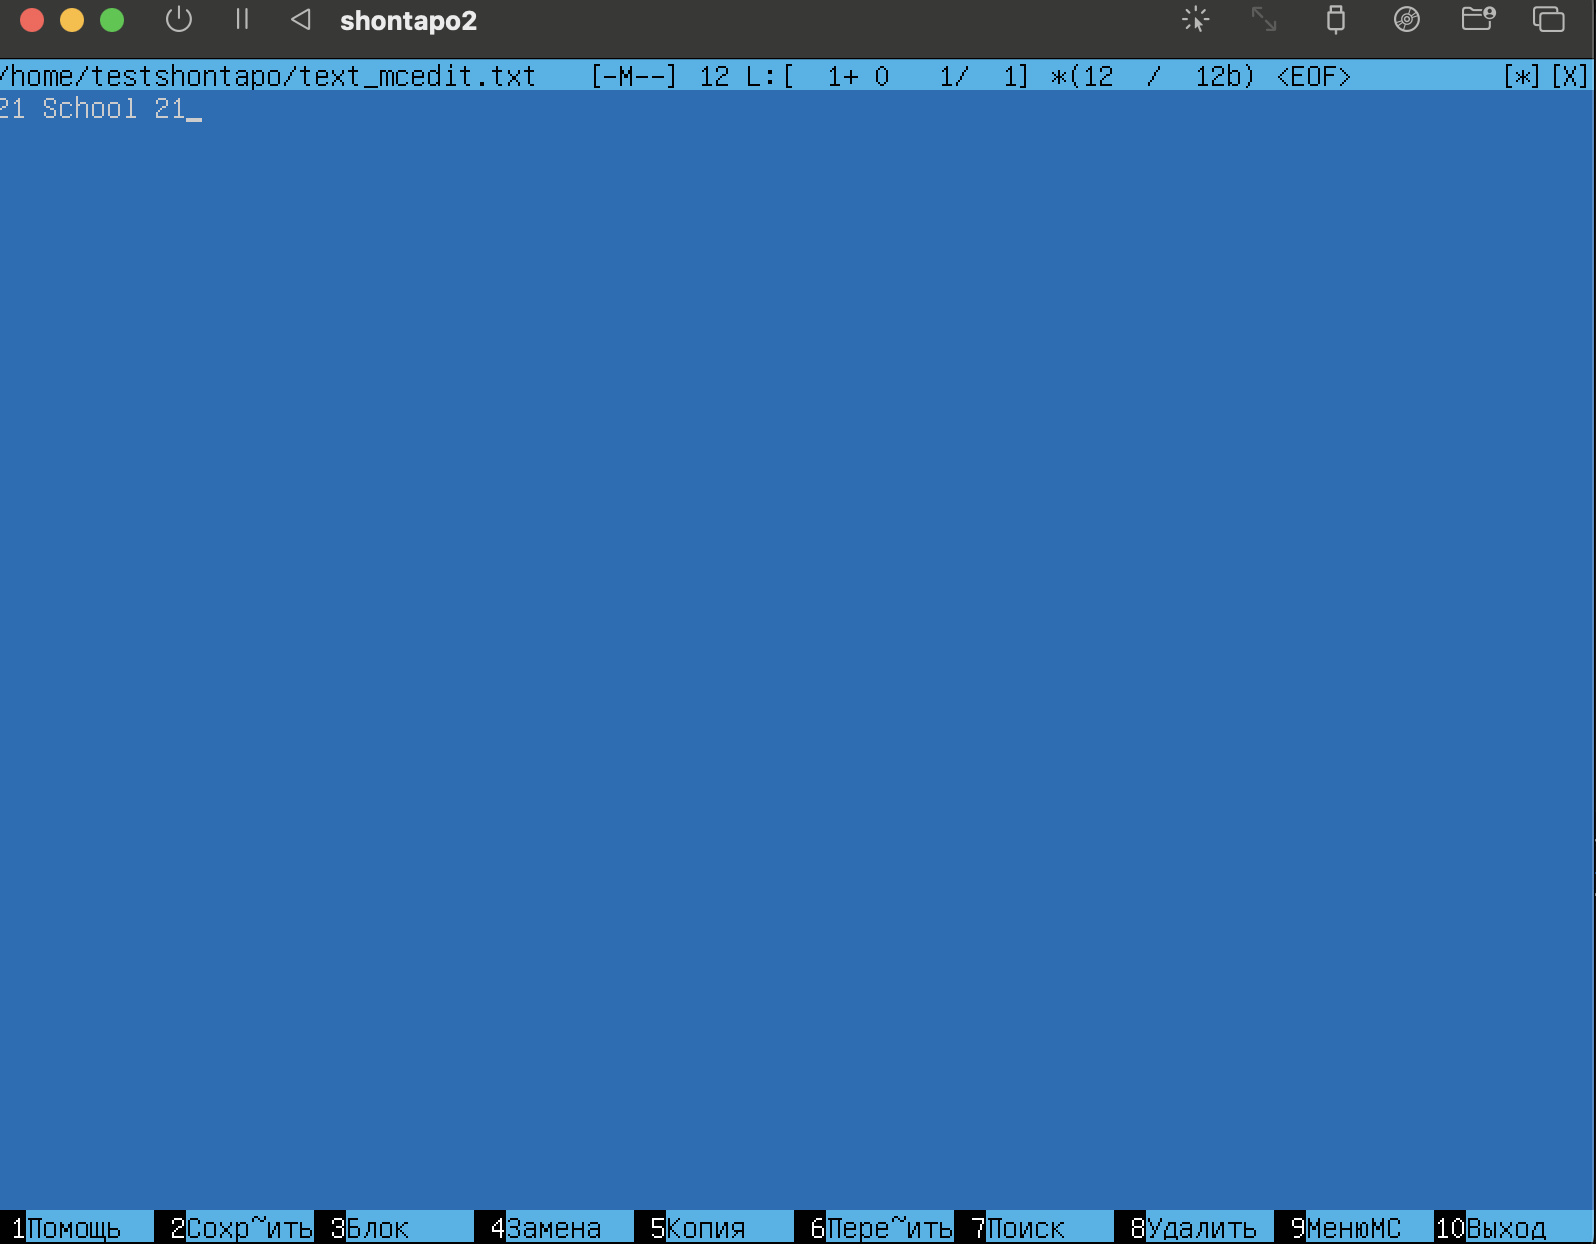 shontapo2
/home/testshontapo/text_mcedit.txt [-M--] 12 L:[ 1+ 0 1/ 1] *(12 / 12b) <EOF> [*][X]
21 School 21_
1Помощь 2Сохр~ить 3Блок 4Замена 5Копия 6Пере~ить 7Поиск 8Удалить 9МенюМС 10Выход